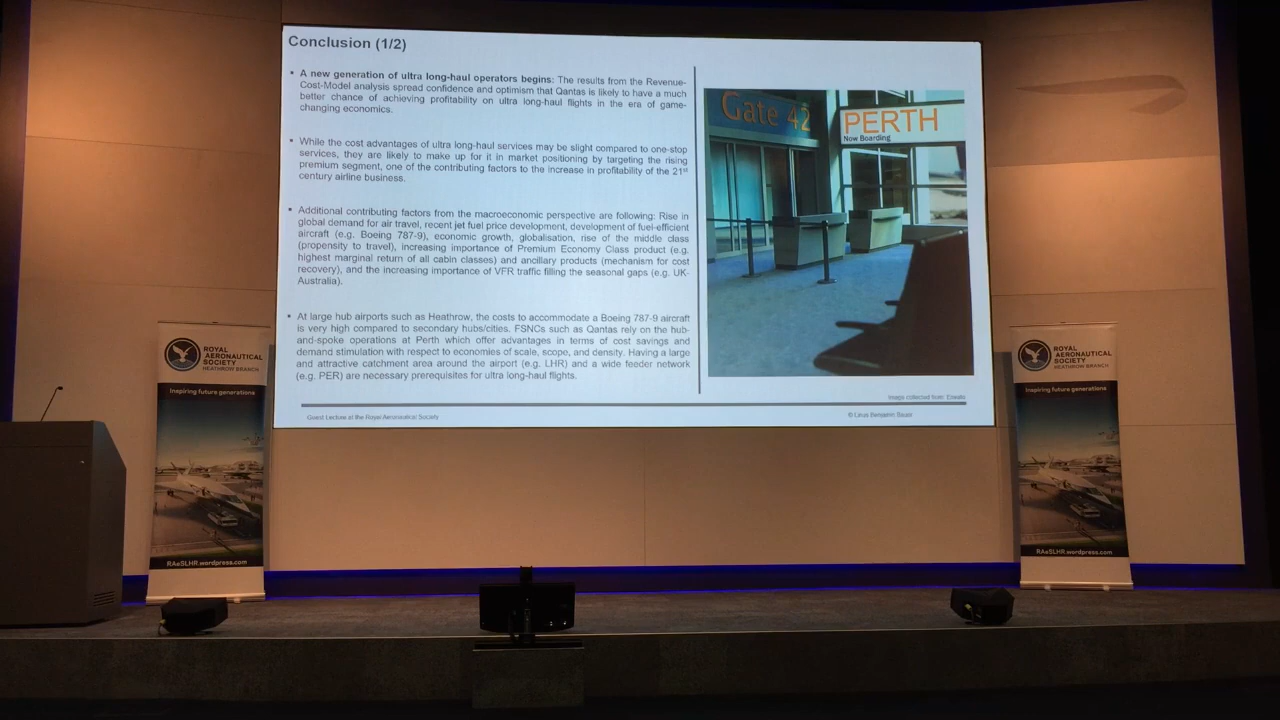 Conclusion (1/2)
▪ A new generation of ultra long-haul operators begins: The results from the Revenue-
Cost-Model analysis spread confidence and optimism that Qantas is likely to have a much
better chance of achieving profitability on ultra long-haul flights in the era of game-
changing economics.
▪ While the cost advantages of ultra long-haul services may be slight compared to one-stop
services, they are likely to make up for it in market positioning by targeting the rising
premium segment, one of the contributing factors to the increase in profitability of the 21st
century airline business.
▪ Additional contributing factors from the macroeconomic perspective are following: Rise in
global demand for air travel, recent jet fuel price development, development of fuel-efficient
aircraft (e.g. Boeing 787-9), economic growth, globalisation, rise of the middle class
(propensity to travel), increasing importance of Premium Economy Class product (e.g.
highest marginal return of all cabin classes) and ancillary products (mechanism for cost
recovery), and the increasing importance of VFR traffic filling the seasonal gaps (e.g. UK-
Australia).
▪ At large hub airports such as Heathrow, the costs to accommodate a Boeing 787-9 aircraft
is very high compared to secondary hubs/cities. FSNCs such as Qantas rely on the hub-
and-spoke operations at Perth which offer advantages in terms of cost savings and
demand stimulation with respect to economies of scale, scope, and density. Having a large
and attractive catchment area around the airport (e.g. LHR) and a wide feeder network
(e.g. PER) are necessary prerequisites for ultra long-haul flights.
Gate 42
PERTH
Now Boarding
Image collected from:
Guest Lecture at the Royal Aeronautical Society
© Linus Benjamin Bauer
ROYAL
AERONAUTICAL
SOCIETY
HEATHROW BRANCH
Inspiring future generations
RAeSLHR.wordpress.com
ROYAL
AERONAUTICAL
SOCIETY
HEATHROW BRANCH
Inspiring future generations
RAeSLHR.wordpress.com